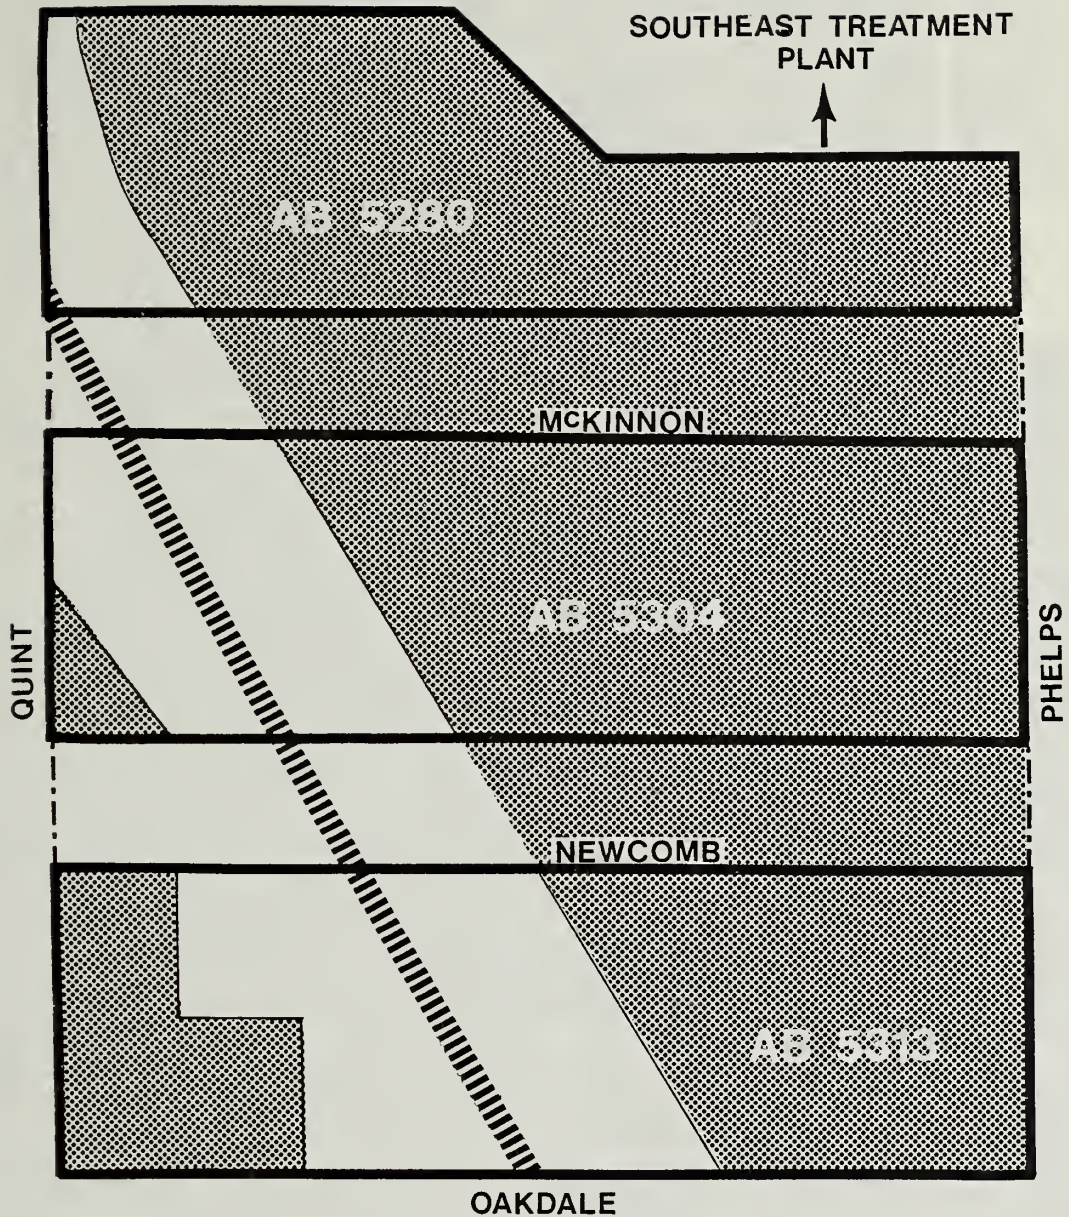 SOUTHEAST TREATMENT
PLANT
AB 5280
McKINNON
AB 5304
QUINT
PHELPS
NEWCOMB
AB 5313
OAKDALE